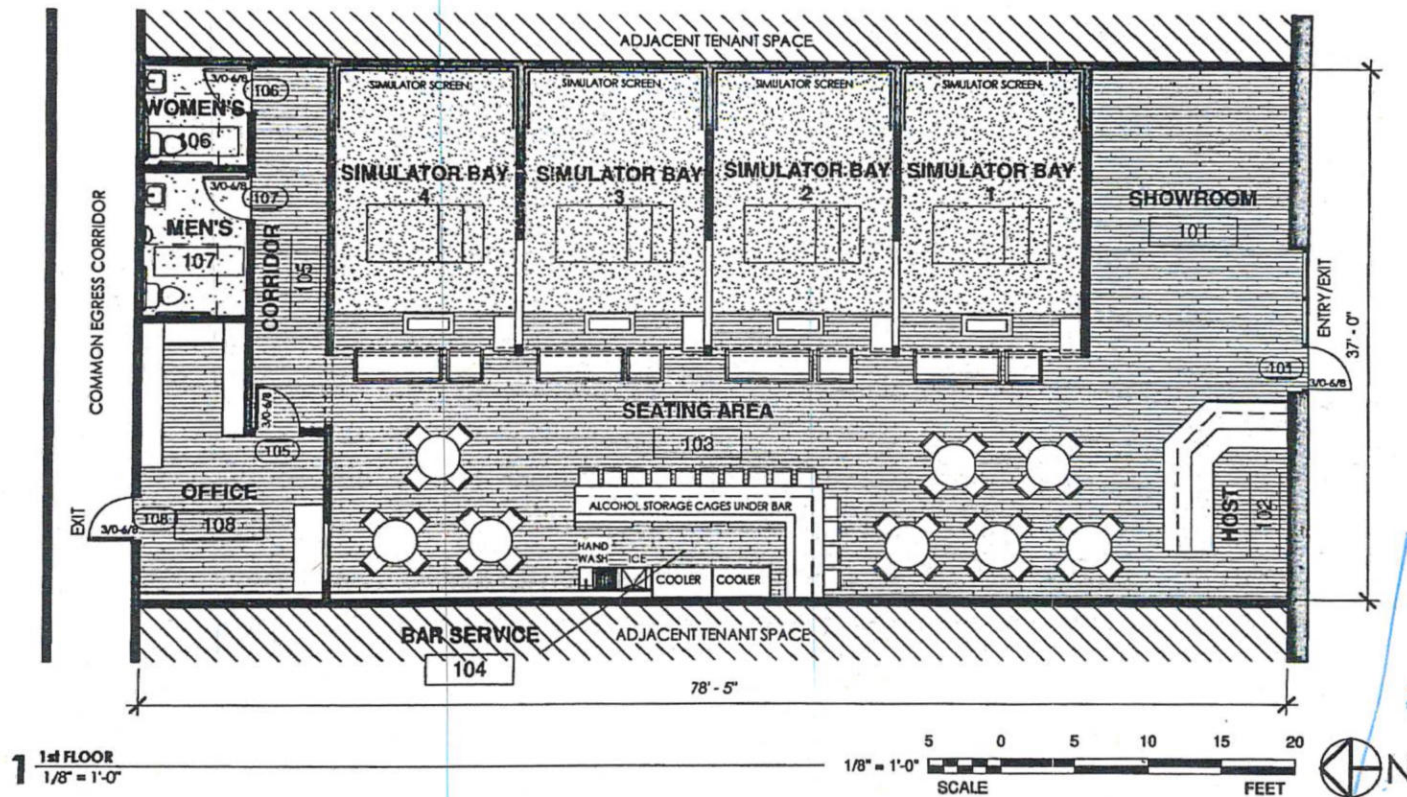 ADJACENT TENANT SPACE
3/0-6/8
106
WOMEN'S
106
3/0-6/8
107
MEN'S
107
CORRIDOR
105
COMMON EGRESS CORRIDOR
SIMULATOR SCREEN
SIMULATOR SCREEN
SIMULATOR SCREEN
SIMULATOR SCREEN
SIMULATOR BAY
4
SIMULATOR BAY
3
SIMULATOR BAY
2
SIMULATOR BAY
1
SHOWROOM
101
ENTRY/EXIT
37' - 0"
101
3/0-6/8
3/0-6/8
105
SEATING AREA
103
OFFICE
108
EXIT
3/0-6/8
108
ALCOHOL STORAGE CAGES UNDER BAR
HAND
WASH
ICE
COOLER
COOLER
HOST
102
BAR SERVICE
104
ADJACENT TENANT SPACE
78' - 5"
1
1st FLOOR
1/8" = 1'-0"
1/8" = 1'-0"
5 0 5 10 15 20
SCALE
FEET
N